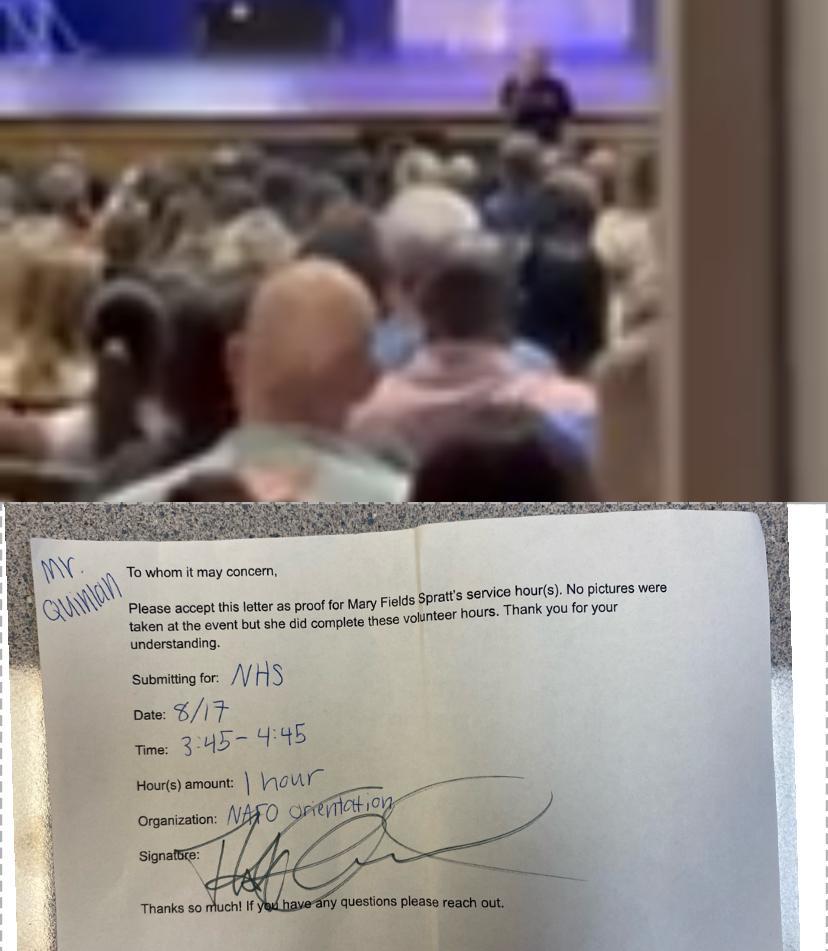 Mr.
Quinlan
To whom it may concern,
Please accept this letter as proof for Mary Fields Spratt's service hour(s). No pictures were
taken at the event but she did complete these volunteer hours. Thank you for your
understanding.
Submitting for: NHS
Date: 8/17
Time: 3:45-4:45
Hour(s) amount: 1 hour
Organization: NAFO orientation
Signature:
Thanks so much! If you have any questions please reach out.